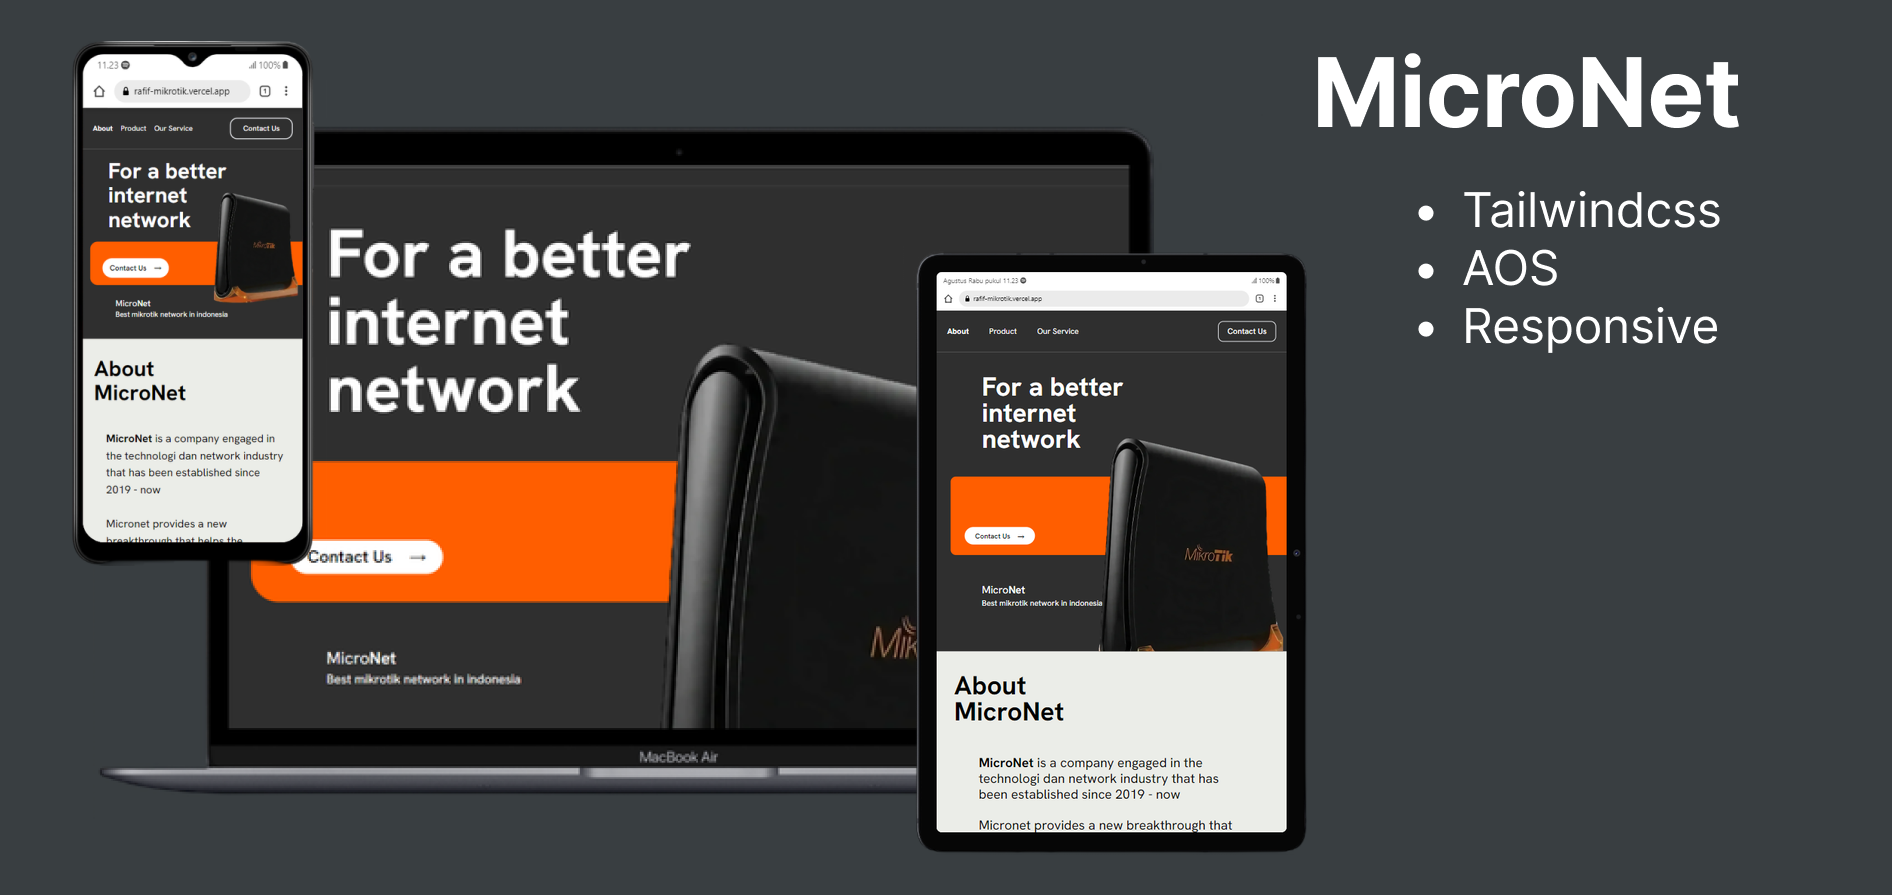 MicroNet
Tailwindcss
AOS
Responsive
11.23
100%
rafif-mikrotik.vercel.app
1
About Product Our Service Contact Us
For a better
internet
network
MikroTik
Contact Us →
MicroNet
Best mikrotik network in indonesia
About
MicroNet
MicroNet is a company engaged in
the technologi dan network industry
that has been established since
2019 - now
Micronet provides a new
breakthrough that helps the
For a better
internet
network
Contact Us →
Mik
MicroNet
Best mikrotik network in indonesia
MacBook Air
Agustus Rabu pukul 11.23
100%
rafif-mikrotik.vercel.app
About Product Our Service Contact Us
For a better
internet
network
Contact Us →
MikroTik
MicroNet
Best mikrotik network in indonesia
About
MicroNet
MicroNet is a company engaged in the
technologi dan network industry that has
been established since 2019 - now
Micronet provides a new breakthrough that